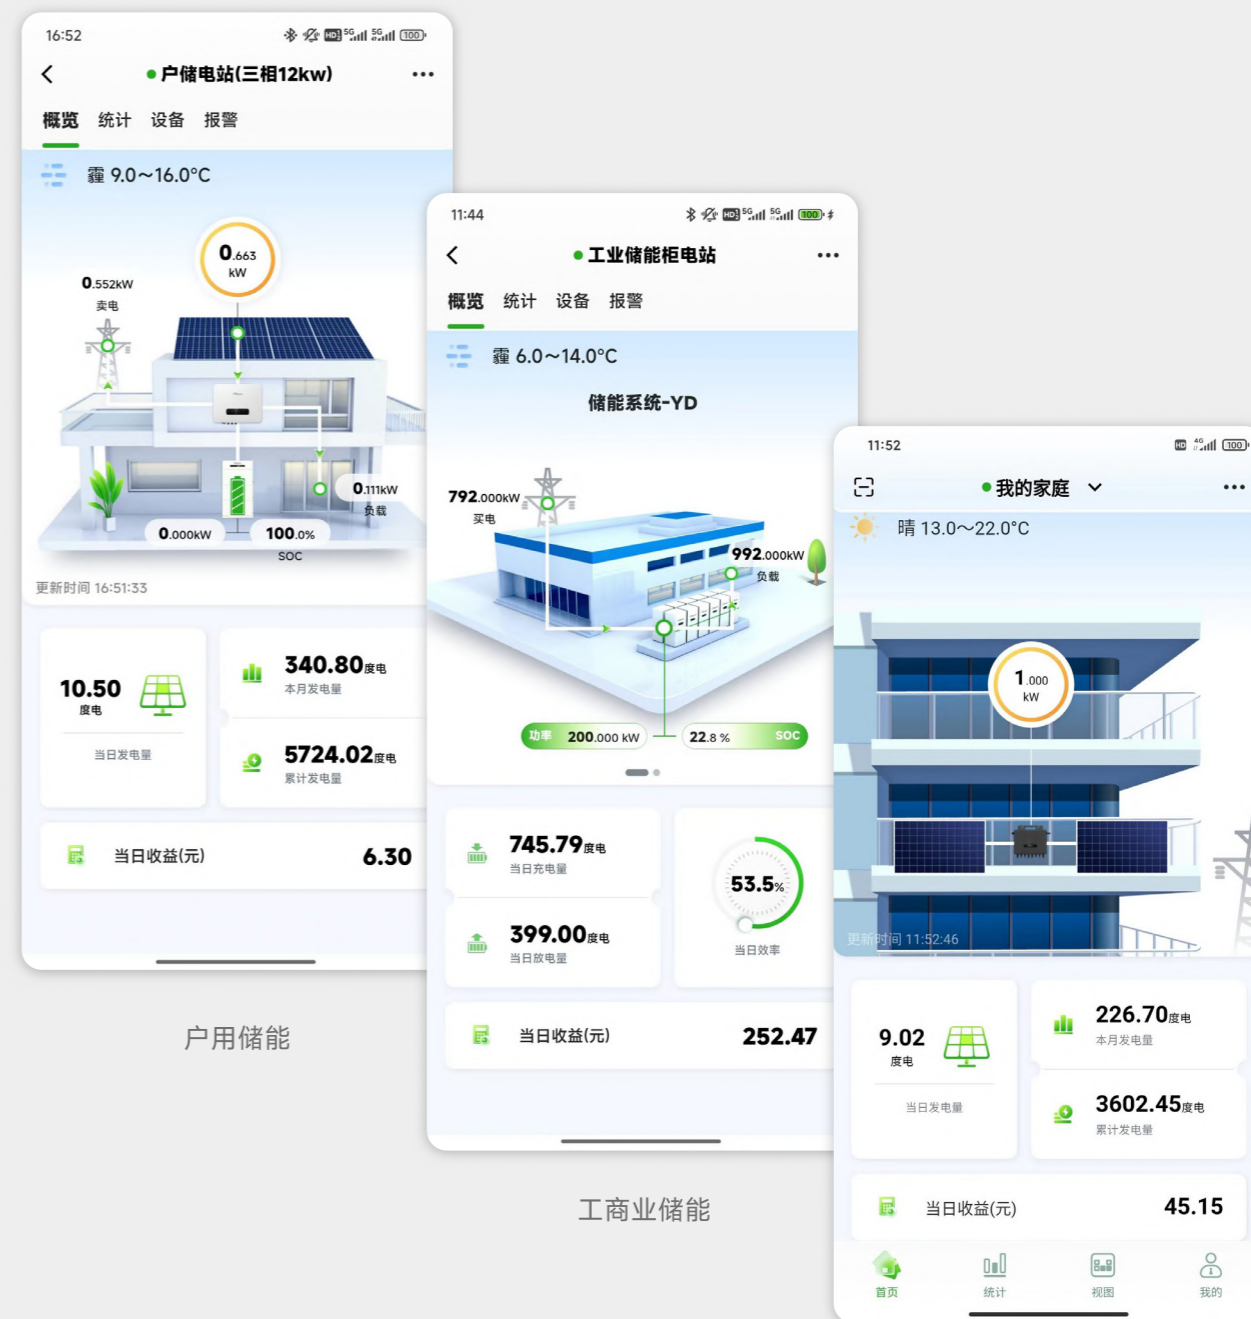 16:52
100
户储电站(三相12kw)
概览 统计 设备 报警
霾 9.0～16.0°C
0.663
kW
0.552kW
卖电
0.111kW
负载
0.000kW
100.0%
SOC
更新时间 16:51:33
10.50
度电
当日发电量
340.80度电
本月发电量
5724.02度电
累计发电量
当日收益(元)
6.30
户用储能
11:44
100
工业储能柜电站
概览 统计 设备 报警
霾 6.0～14.0°C
储能系统-YD
792.000kW
买电
992.000kW
负载
功率 200.000 kW
22.8 % SOC
745.79度电
当日充电量
399.00度电
当日放电量
53.5%
当日效率
当日收益(元)
252.47
工商业储能
11:52
HD 4G 100
我的家庭
晴 13.0～22.0°C
1.000
kW
更新时间 11:52:46
9.02
度电
当日发电量
226.70度电
本月发电量
3602.45度电
累计发电量
当日收益(元)
45.15
首页 统计 视图 我的